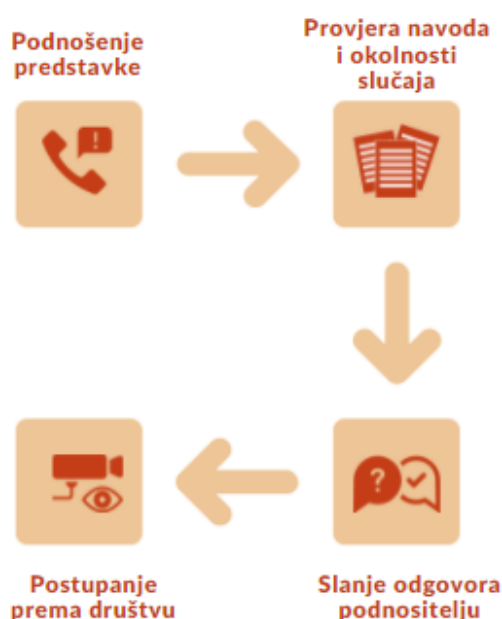 Podnošenje
predstavke
Provjera navoda
i okolnosti
slučaja
!
?
Slanje odgovora
podnositelju
Postupanje
prema društvu